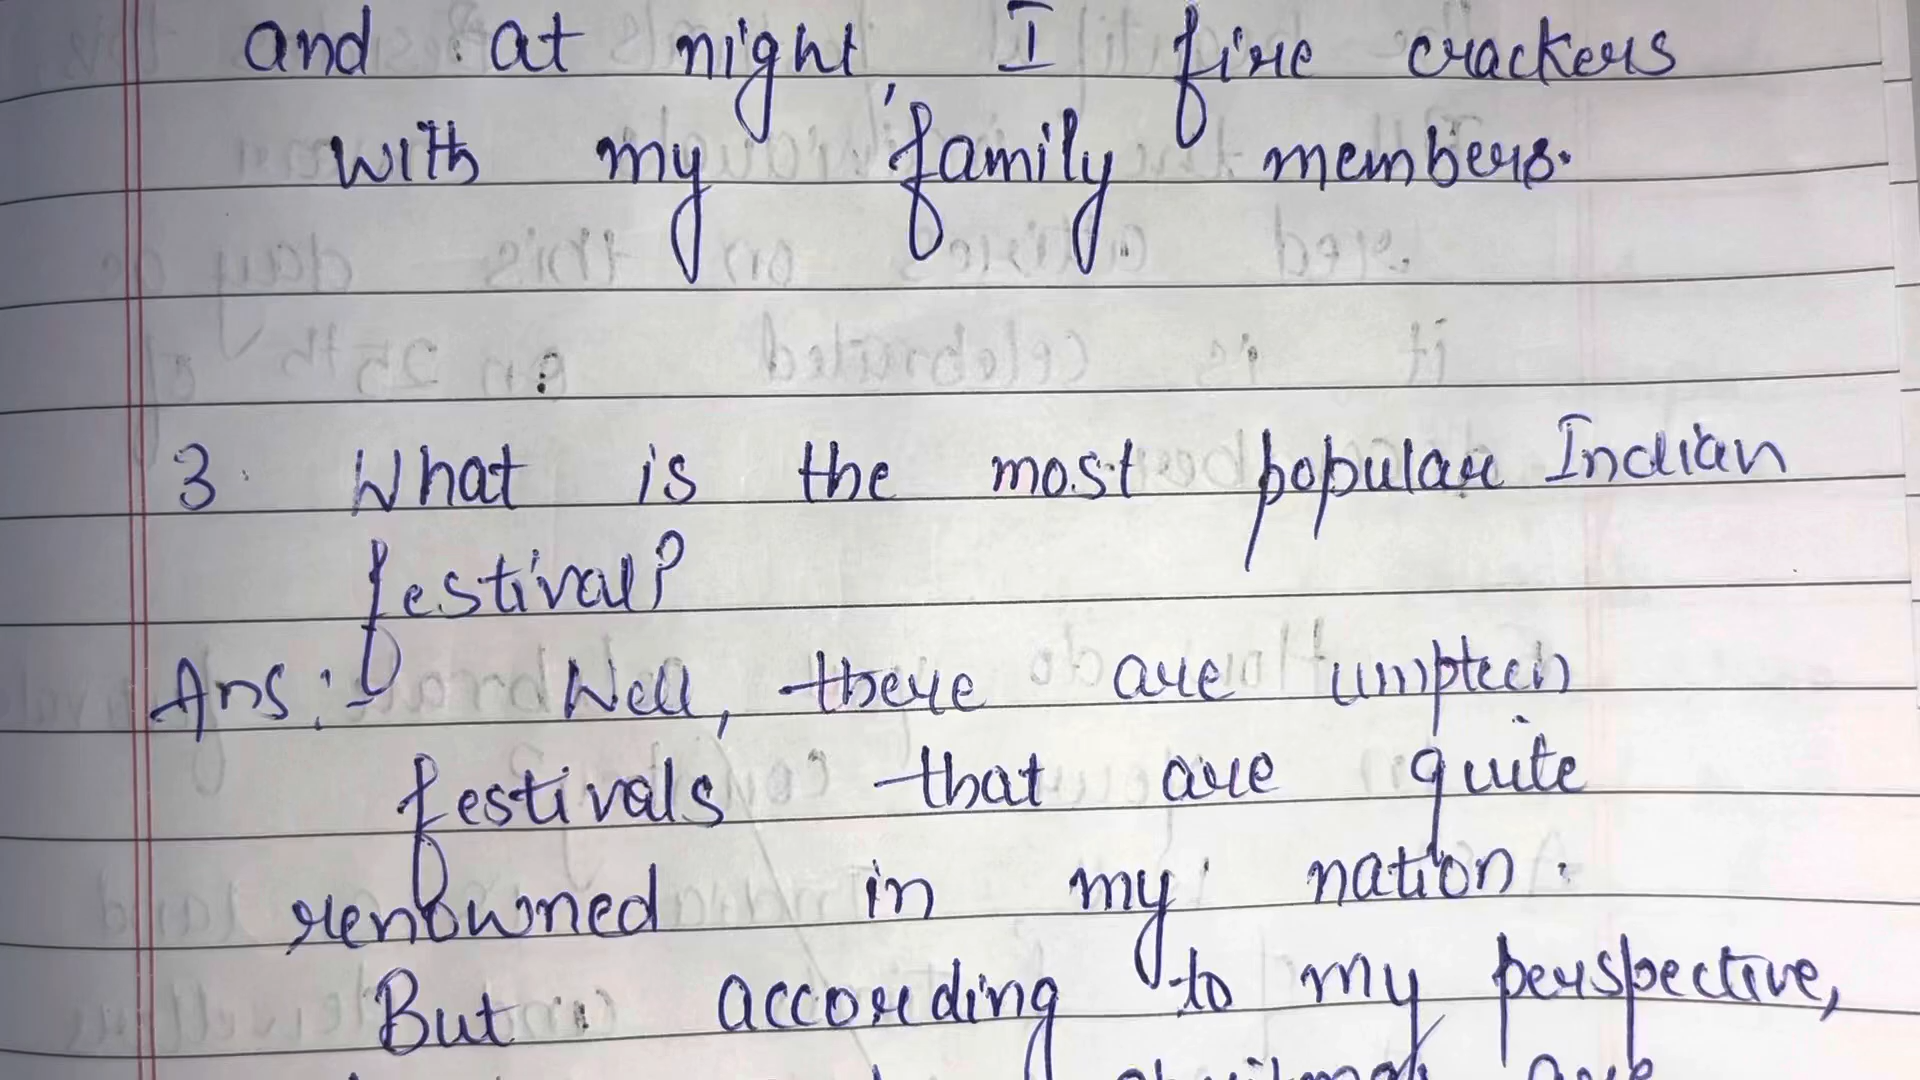 and at night, I fire crackers
with my family members.
3. What is the most popular Indian
festival?
Ans:- Well, there are umpteen
festivals that are quite
renowned in my nation.
But according to my perspective,
are